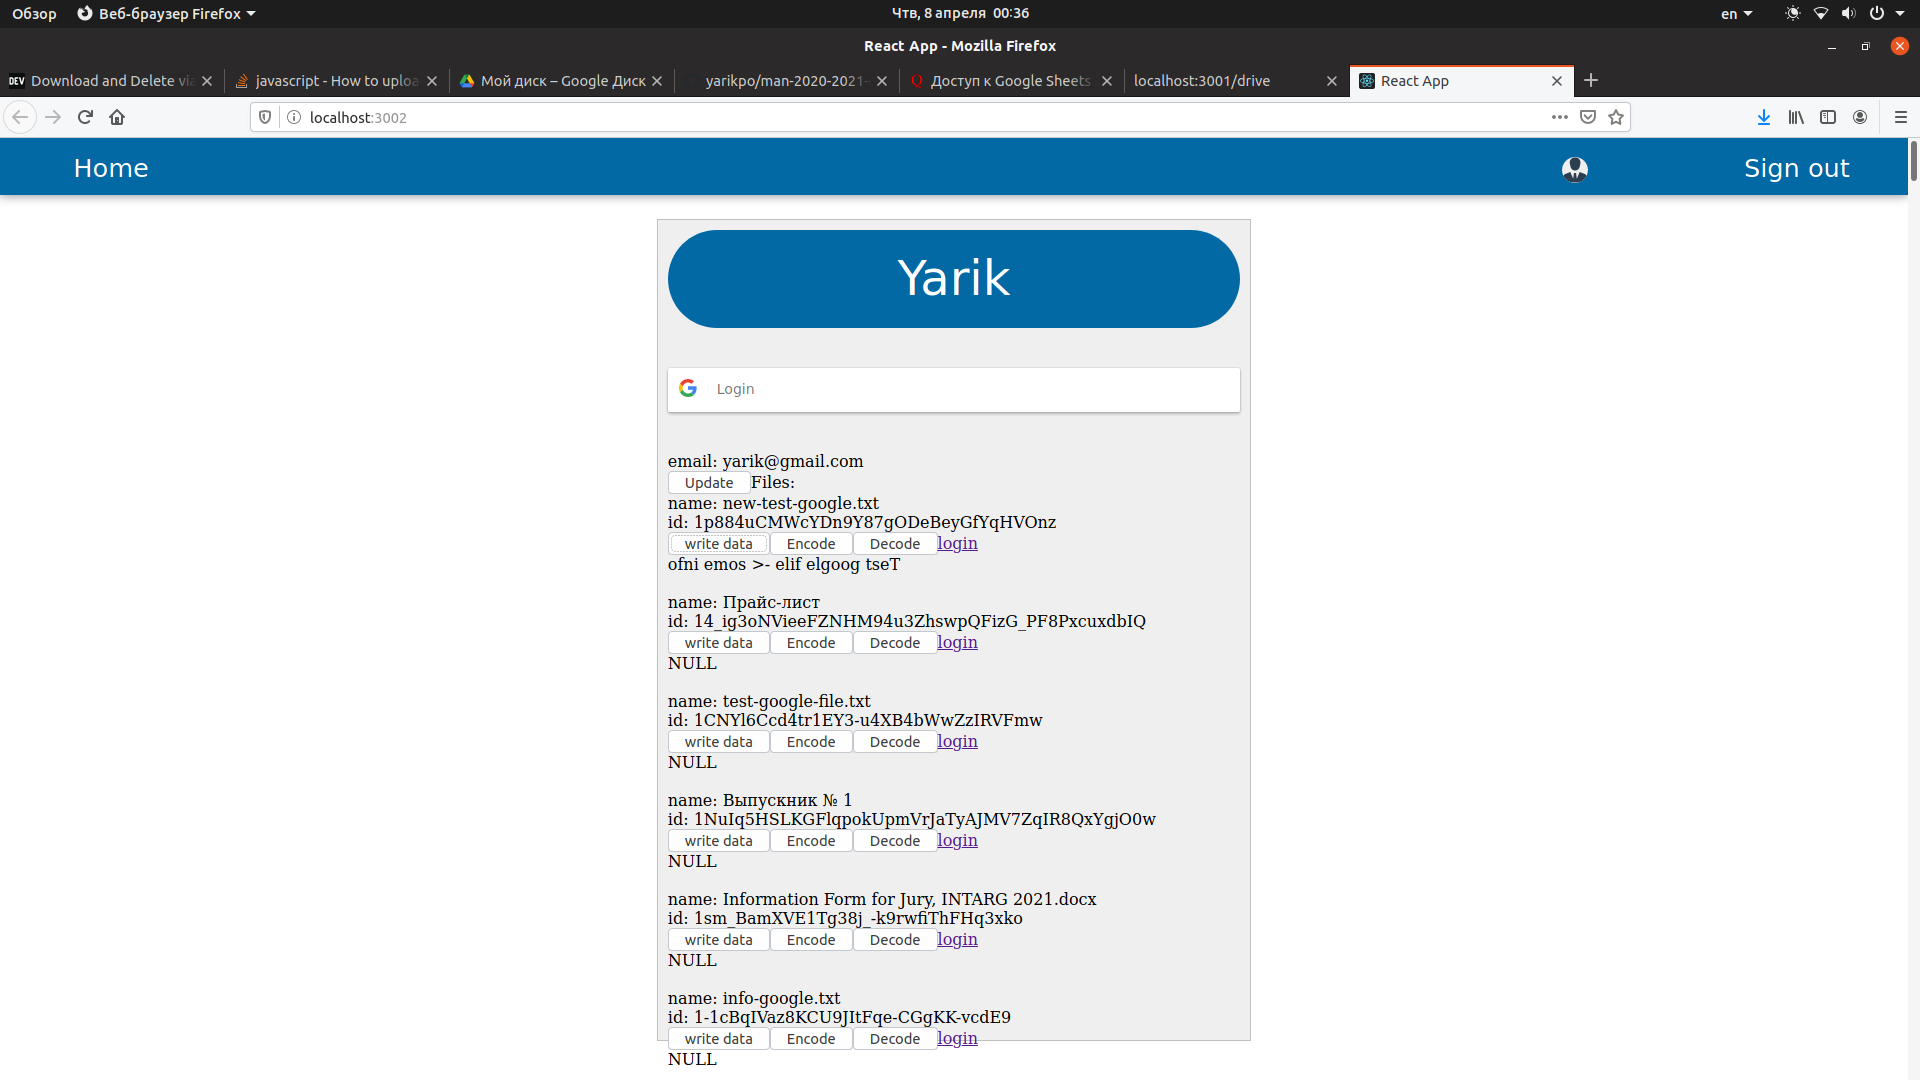 Обзор Веб-браузер Firefox Чтв, 8 апреля 00:36 en
React App - Mozilla Firefox
Download and Delete via javascript - How to uploa Мой диск – Google Диск yarikpo/man-2020-2021- Доступ к Google Sheets localhost:3001/drive React App
localhost:3002
Home Sign out
Yarik
Login
email: yarik@gmail.com
Update Files:
name: new-test-google.txt
id: 1p884uCMWcYDn9Y87gODeBeyGfYqHVOnz
write data Encode Decode login
ofni emos >- elif elgoog tseT
name: Прайс-лист
id: 14_ig3oNVieeFZNHM94u3ZhswpQFizG_PF8PxcuxdbIQ
write data Encode Decode login
NULL
name: test-google-file.txt
id: 1CNYl6Ccd4tr1EY3-u4XB4bWwZzIRVFmw
write data Encode Decode login
NULL
name: Выпускник № 1
id: 1NuIq5HSLKGFlqpokUpmVrJaTyAJMV7ZqIR8QxYgjO0w
write data Encode Decode login
NULL
name: Information Form for Jury, INTARG 2021.docx
id: 1sm_BamXVE1Tg38j_-k9rwfiThFHq3xko
write data Encode Decode login
NULL
name: info-google.txt
id: 1-1cBqIVaz8KCU9JItFqe-CGgKK-vcdE9
write data Encode Decode login
NULL